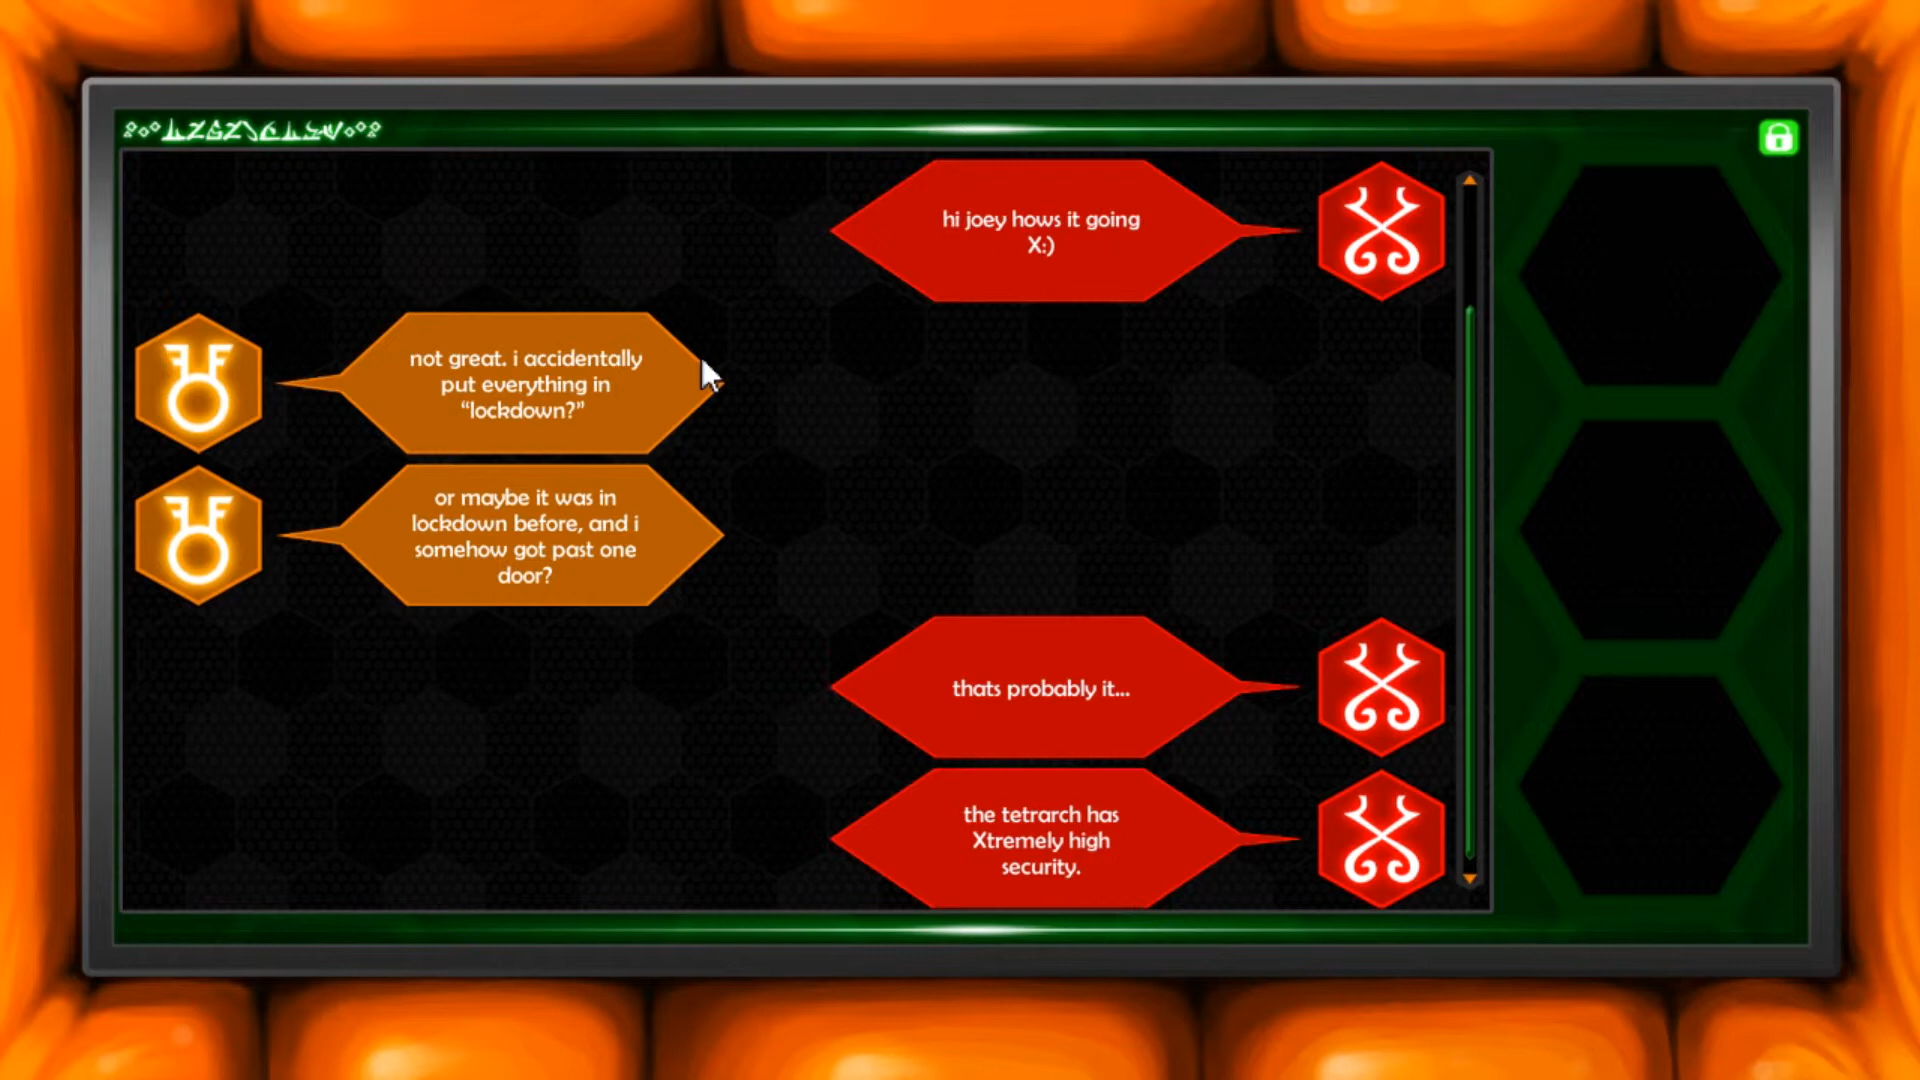 hi joey hows it going
X:)
not great. i accidentally
put everything in
“lockdown?”
or maybe it was in
lockdown before, and i
somehow got past one
door?
thats probably it...
the tetrarch has
Xtremely high
security.